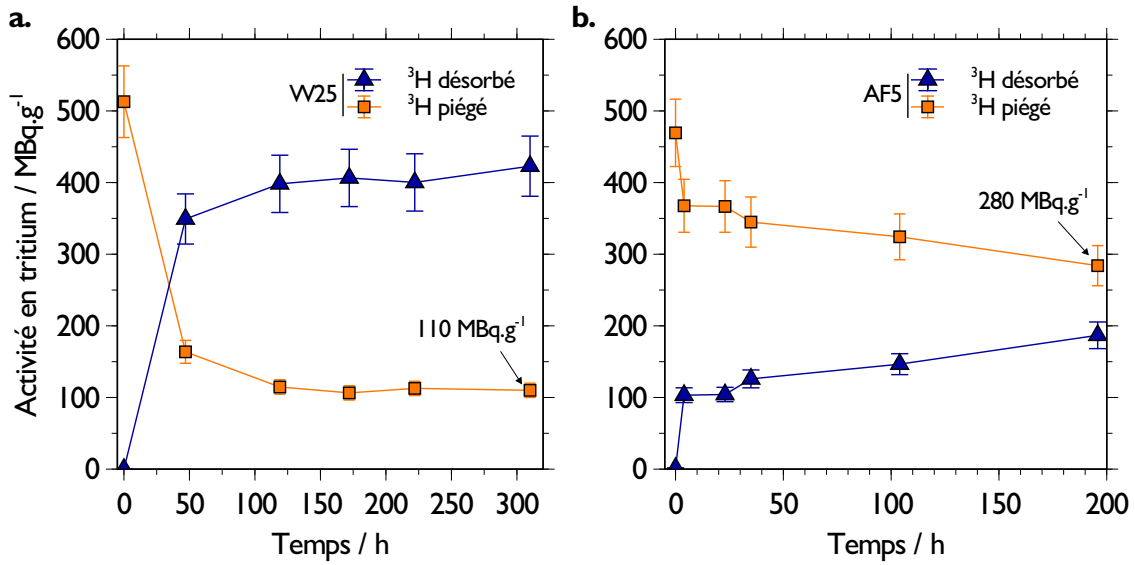 a.
600
500
400
300
200
100
0
Activité en tritium / MBq.g⁻¹
W25
³H désorbé
³H piégé
110 MBq.g⁻¹
0 50 100 150 200 250 300
Temps / h
b.
600
500
400
300
200
100
0
AF5
³H désorbé
³H piégé
280 MBq.g⁻¹
0 50 100 150 200
Temps / h